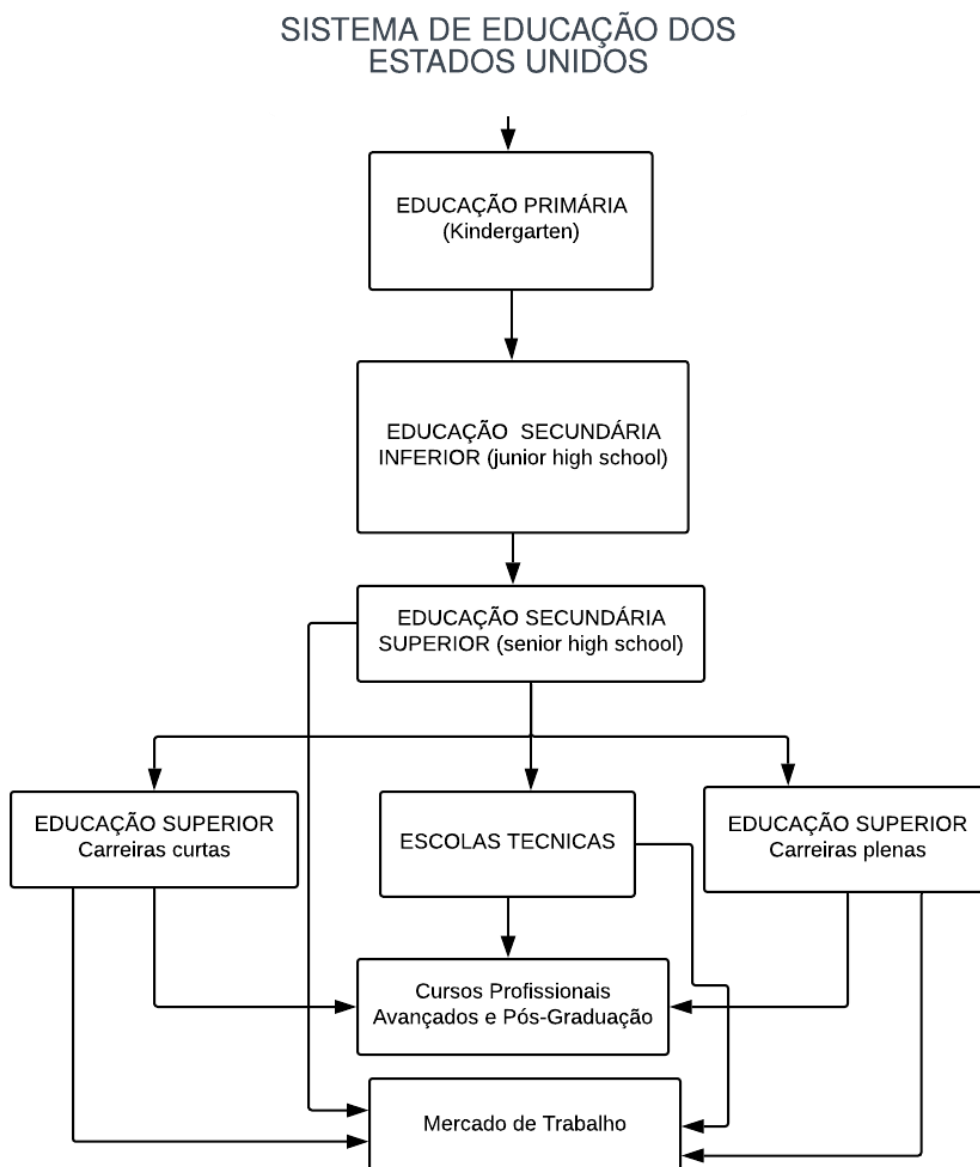 SISTEMA DE EDUCAÇÃO DOS
ESTADOS UNIDOS
EDUCAÇÃO PRIMÁRIA
(Kindergarten)
EDUCAÇÃO SECUNDÁRIA
INFERIOR (junior high school)
EDUCAÇÃO SECUNDÁRIA
SUPERIOR (senior high school)
EDUCAÇÃO SUPERIOR
Carreiras curtas
ESCOLAS TECNICAS
EDUCAÇÃO SUPERIOR
Carreiras plenas
Cursos Profissionais
Avançados e Pós-Graduação
Mercado de Trabalho